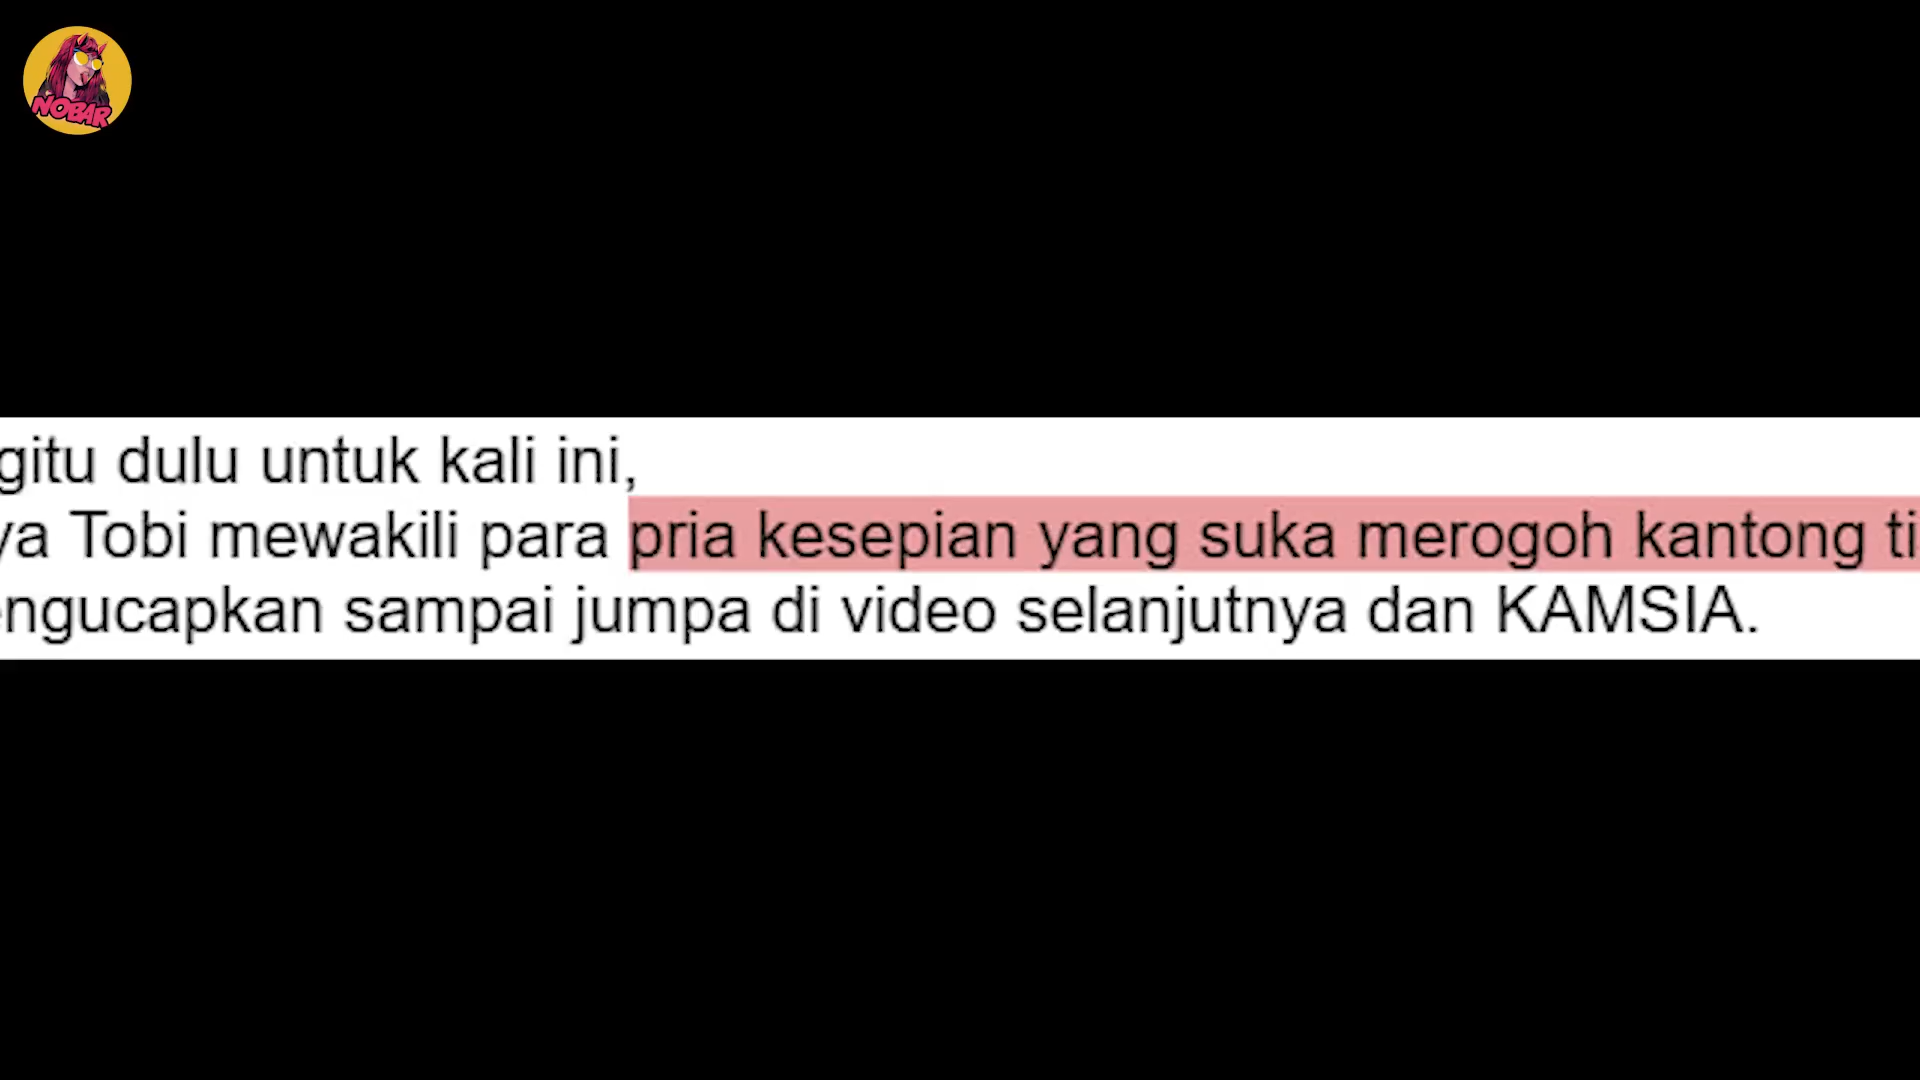 NOBAR
gitu dulu untuk kali ini,
ya Tobi mewakili para pria kesepian yang suka merogoh kantong ti
ngucapkan sampai jumpa di video selanjutnya dan KAMSIA.